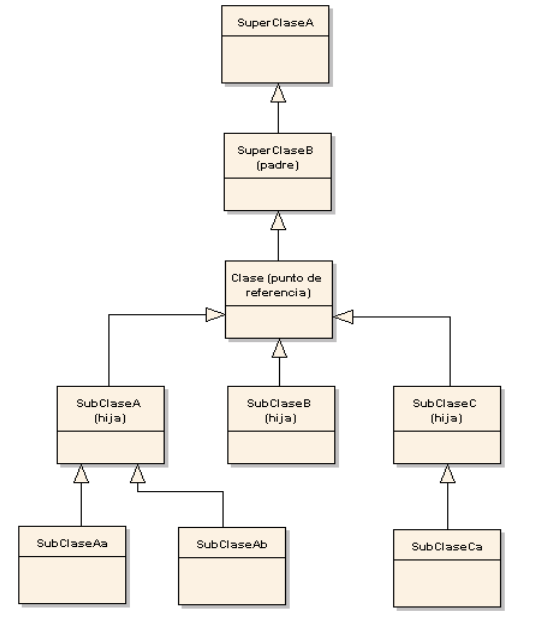 SuperClaseA
SuperClaseB
(padre)
Clase (punto de
referencia)
SubClaseA
(hija)
SubClaseB
(hija)
SubClaseC
(hija)
SubClaseAa
SubClaseAb
SubClaseCa